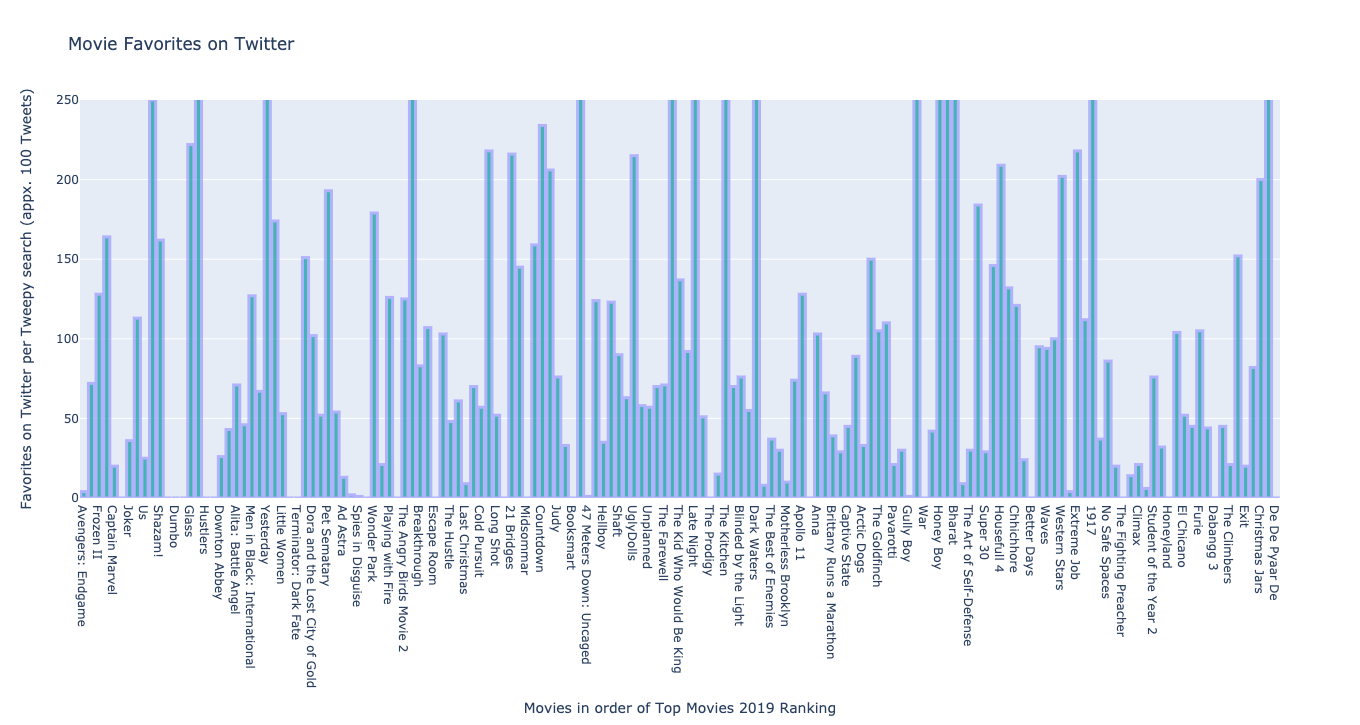 Movie Favorites on Twitter
Favorites on Twitter per Tweepy search (appx. 100 Tweets)
250
200
150
100
50
0
Avengers: Endgame
Frozen II
Captain Marvel
Joker
Us
Shazam!
Dumbo
Glass
Hustlers
Downton Abbey
Alita: Battle Angel
Men in Black: International
Yesterday
Little Women
Terminator: Dark Fate
Dora and the Lost City of Gold
Pet Sematary
Ad Astra
Spies in Disguise
Wonder Park
Playing with Fire
The Angry Birds Movie 2
Breakthrough
Escape Room
The Hustle
Last Christmas
Cold Pursuit
Long Shot
21 Bridges
Midsommar
Countdown
Judy
Booksmart
47 Meters Down: Uncaged
Hellboy
Shaft
UglyDolls
Unplanned
The Farewell
The Kid Who Would Be King
Late Night
The Prodigy
The Kitchen
Blinded by the Light
Dark Waters
The Best of Enemies
Motherless Brooklyn
Apollo 11
Anna
Brittany Runs a Marathon
Captive State
Arctic Dogs
The Goldfinch
Pavarotti
Gully Boy
War
Honey Boy
Bharat
The Art of Self-Defense
Super 30
Housefull 4
Chhichhore
Better Days
Waves
Western Stars
Extreme Job
1917
No Safe Spaces
The Fighting Preacher
Climax
Student of the Year 2
Honeyland
El Chicano
Furie
Dabangg 3
The Climbers
Exit
Christmas Jars
De De Pyaar De
Movies in order of Top Movies 2019 Ranking